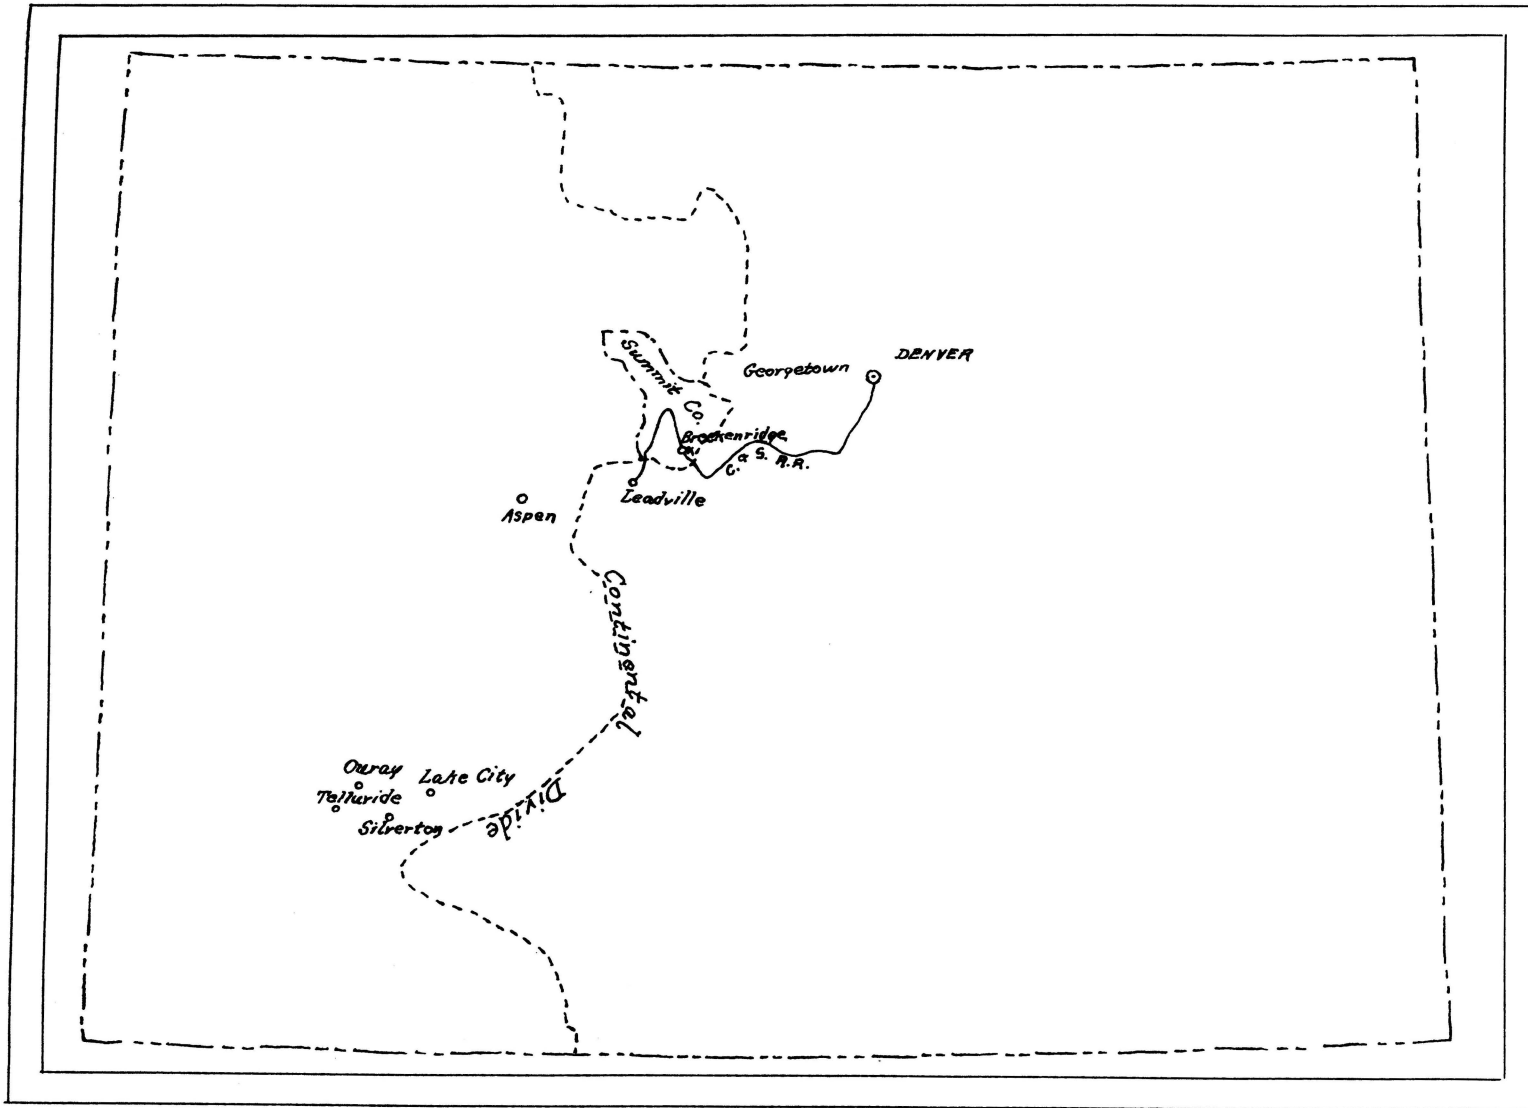 DENVER
Georgetown
Summit Co.
Breckenridge
C. & S. R.R.
Leadville
Aspen
Continental Divide
Ouray
Lake City
Telluride
Silverton